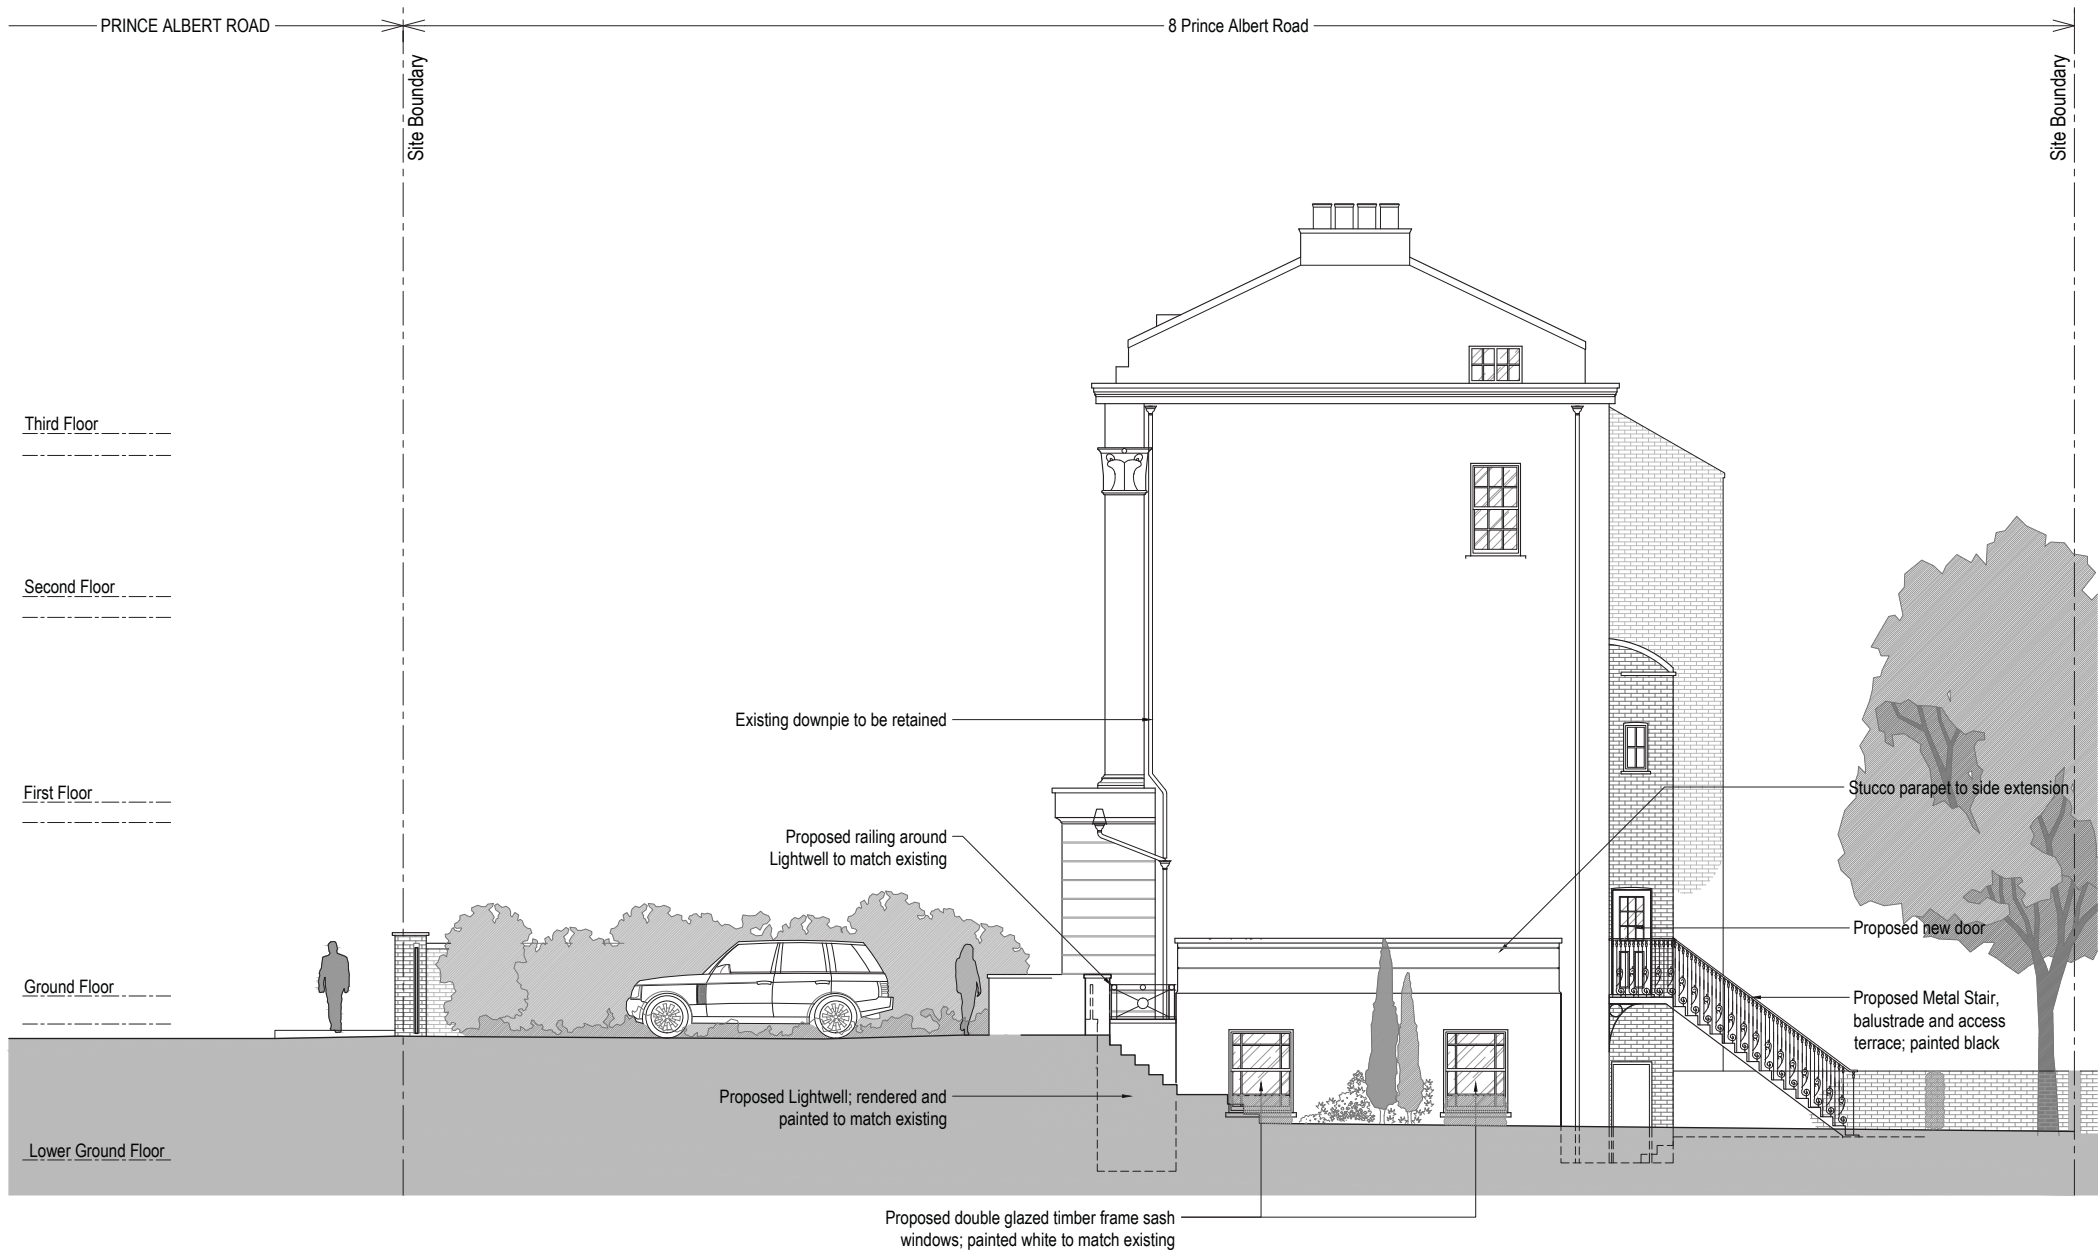 PRINCE ALBERT ROAD
8 Prince Albert Road
Site Boundary
Site Boundary
Third Floor
Second Floor
First Floor
Ground Floor
Lower Ground Floor
Existing downpie to be retained
Proposed railing around
Lightwell to match existing
Proposed Lightwell; rendered and
painted to match existing
Proposed double glazed timber frame sash
windows; painted white to match existing
Stucco parapet to side extension
Proposed new door
Proposed Metal Stair,
balustrade and access
terrace; painted black